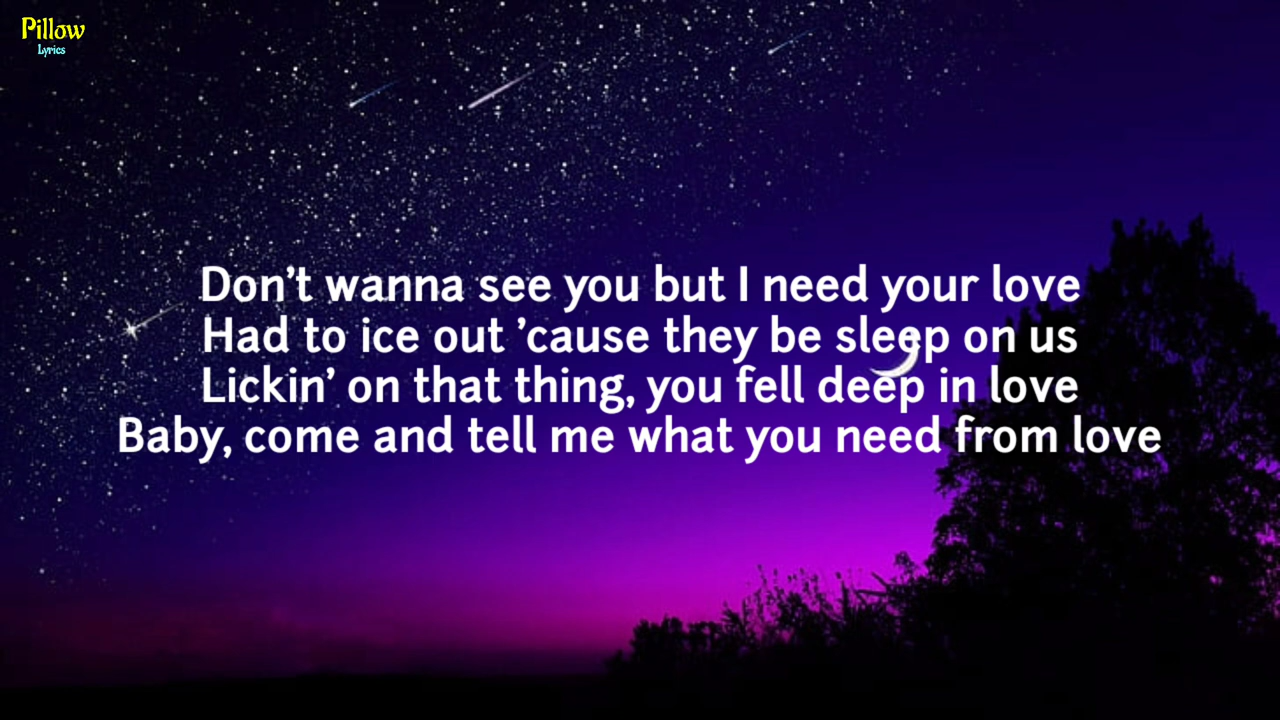 Pillow
Lyrics
Don't wanna see you but I need your love
Had to ice out 'cause they be sleep on us
Lickin' on that thing, you fell deep in love
Baby, come and tell me what you need from love